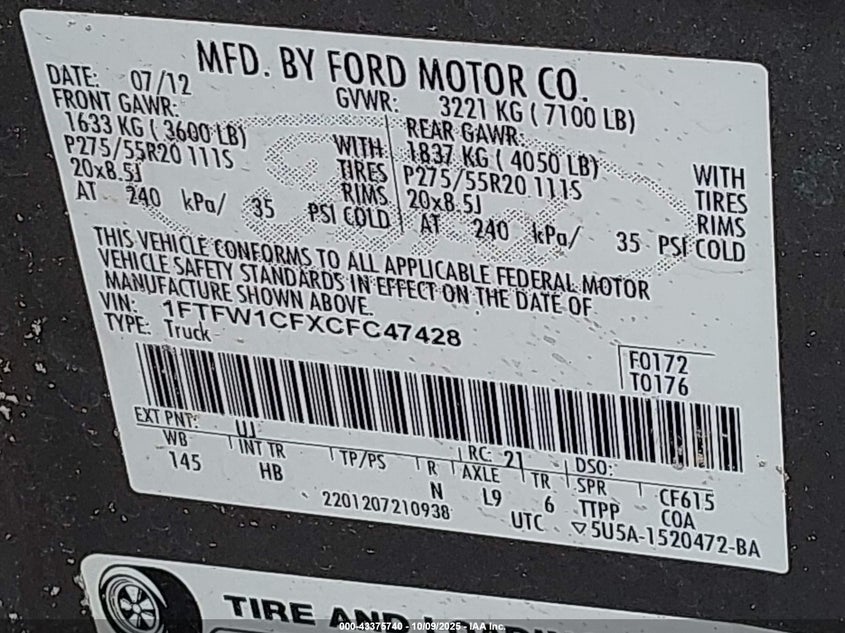 MFD. BY FORD MOTOR CO.
DATE: 07/12 GVWR: 3221 KG ( 7100 LB)
FRONT GAWR: REAR GAWR:
1633 KG ( 3600 LB) WITH 1837 KG ( 4050 LB) WITH
P275/55R20 111S TIRES P275/55R20 111S TIRES
20x8.5J RIMS 20x8.5J RIMS
AT 240 kPa/ 35 PSI COLD AT 240 kPa/ 35 PSI COLD
THIS VEHICLE CONFORMS TO ALL APPLICABLE FEDERAL MOTOR
VEHICLE SAFETY STANDARDS IN EFFECT ON THE DATE OF
MANUFACTURE SHOWN ABOVE.
VIN: 1FTFW1CFXCFC47428
TYPE: Truck
F0172
T0176
EXT PNT: UJ RC: 21 DSO:
WB INT TR TP/PS R AXLE TR SPR CF615
145 HB N L9 6 TTPP COA
2201207210938 UTC ▽5U5A-1520472-BA
TIRE AND
000-43375740 - 10/09/2025 - IAA Inc.